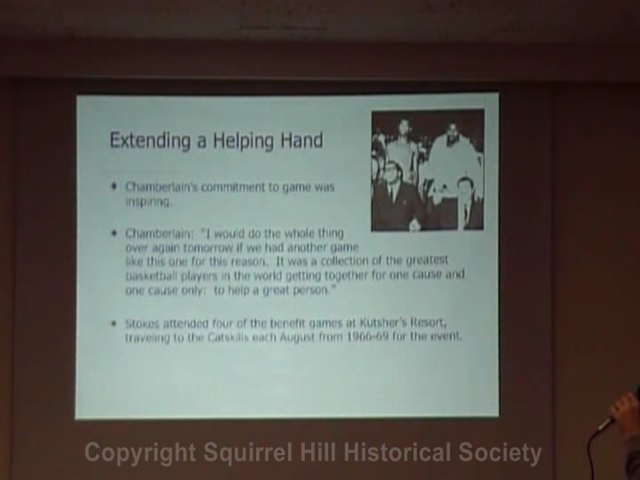 Extending a Helping Hand
• Chamberlain's commitment to game was
inspiring.
• Chamberlain: "I would do the whole thing
over again tomorrow if we had another game
like this one for this reason. It was a collection of the greatest
basketball players in the world getting together for one cause and
one cause only: to help a great person."
• Stokes attended four of the benefit games at Kutsher's Resort,
traveling to the Catskills each August from 1966-69 for the event.
Copyright Squirrel Hill Historical Society